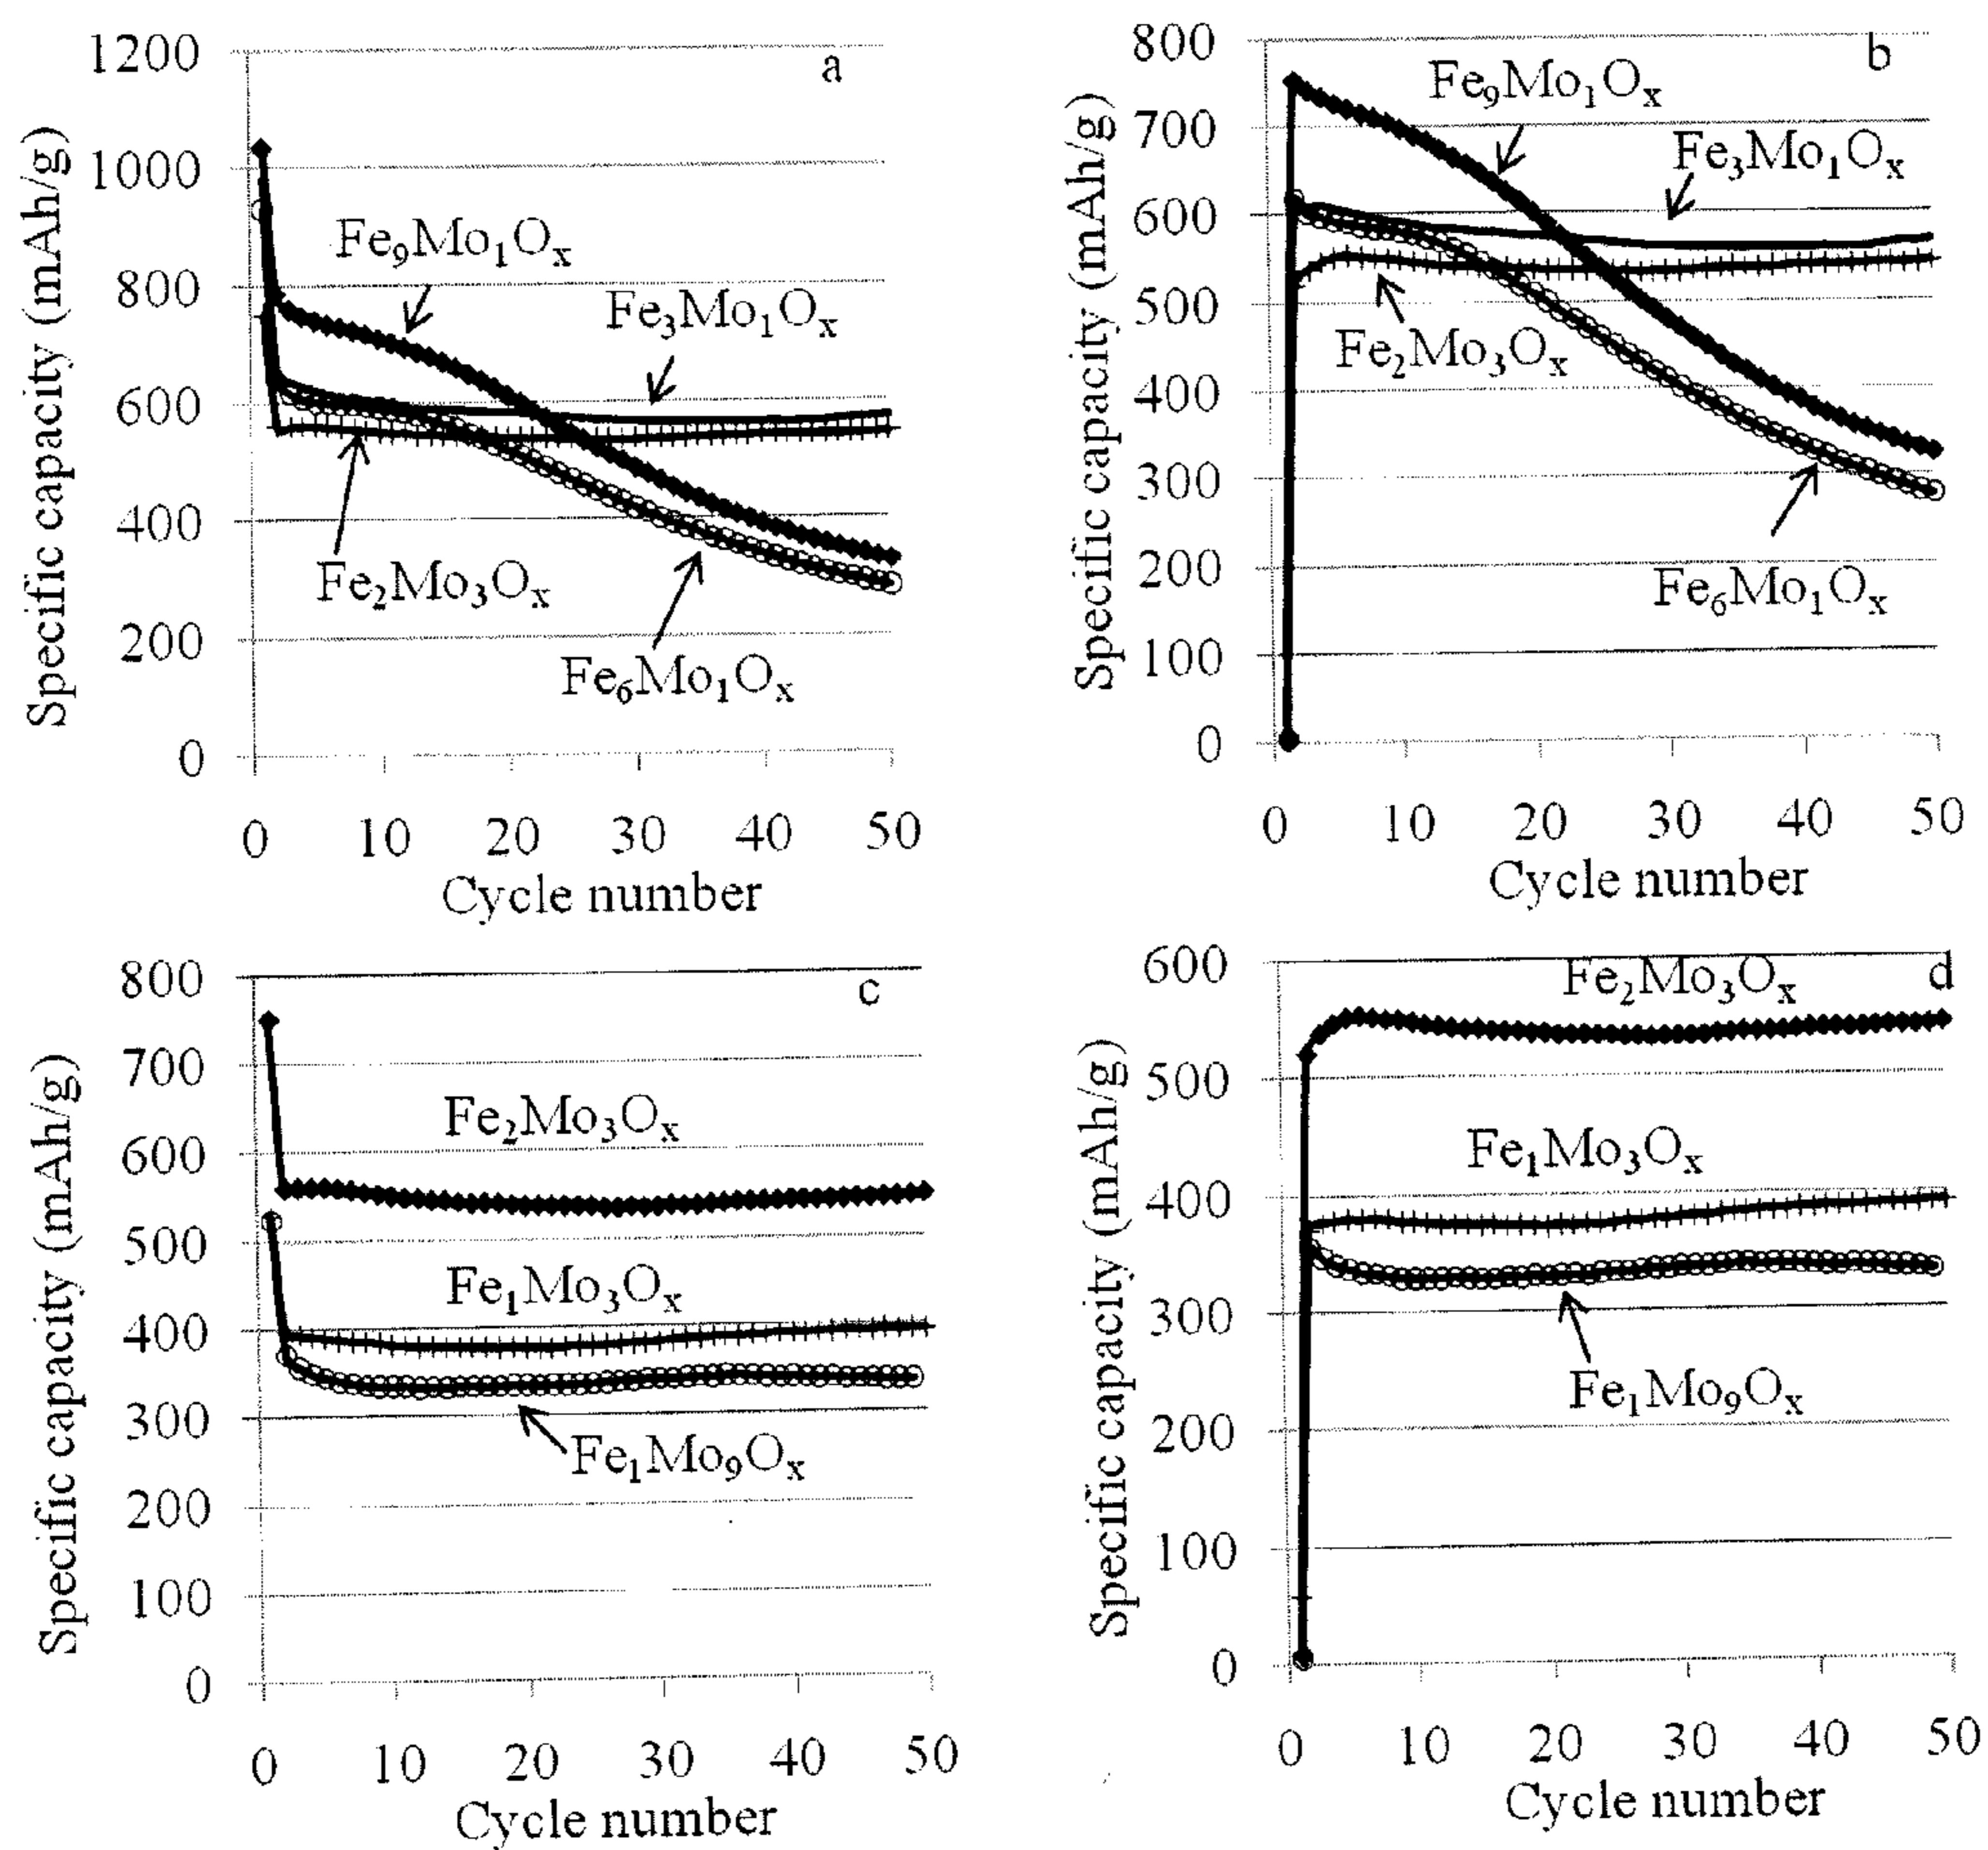 a
1200
1000
800
600
400
200
0
Specific capacity (mAh/g)
Fe₉Mo₁Oₓ
Fe₃Mo₁Oₓ
Fe₂Mo₃Oₓ
Fe₆Mo₁Oₓ
0 10 20 30 40 50
Cycle number
b
800
700
600
500
400
300
200
100
0
Specific capacity (mAh/g)
Fe₉Mo₁Oₓ
Fe₃Mo₁Oₓ
Fe₂Mo₃Oₓ
Fe₆Mo₁Oₓ
0 10 20 30 40 50
Cycle number
c
800
700
600
500
400
300
200
100
0
Specific capacity (mAh/g)
Fe₂Mo₃Oₓ
Fe₁Mo₃Oₓ
Fe₁Mo₉Oₓ
0 10 20 30 40 50
Cycle number
d
600
500
400
300
200
100
0
Specific capacity (mAh/g)
Fe₂Mo₃Oₓ
Fe₁Mo₃Oₓ
Fe₁Mo₉Oₓ
0 10 20 30 40 50
Cycle number